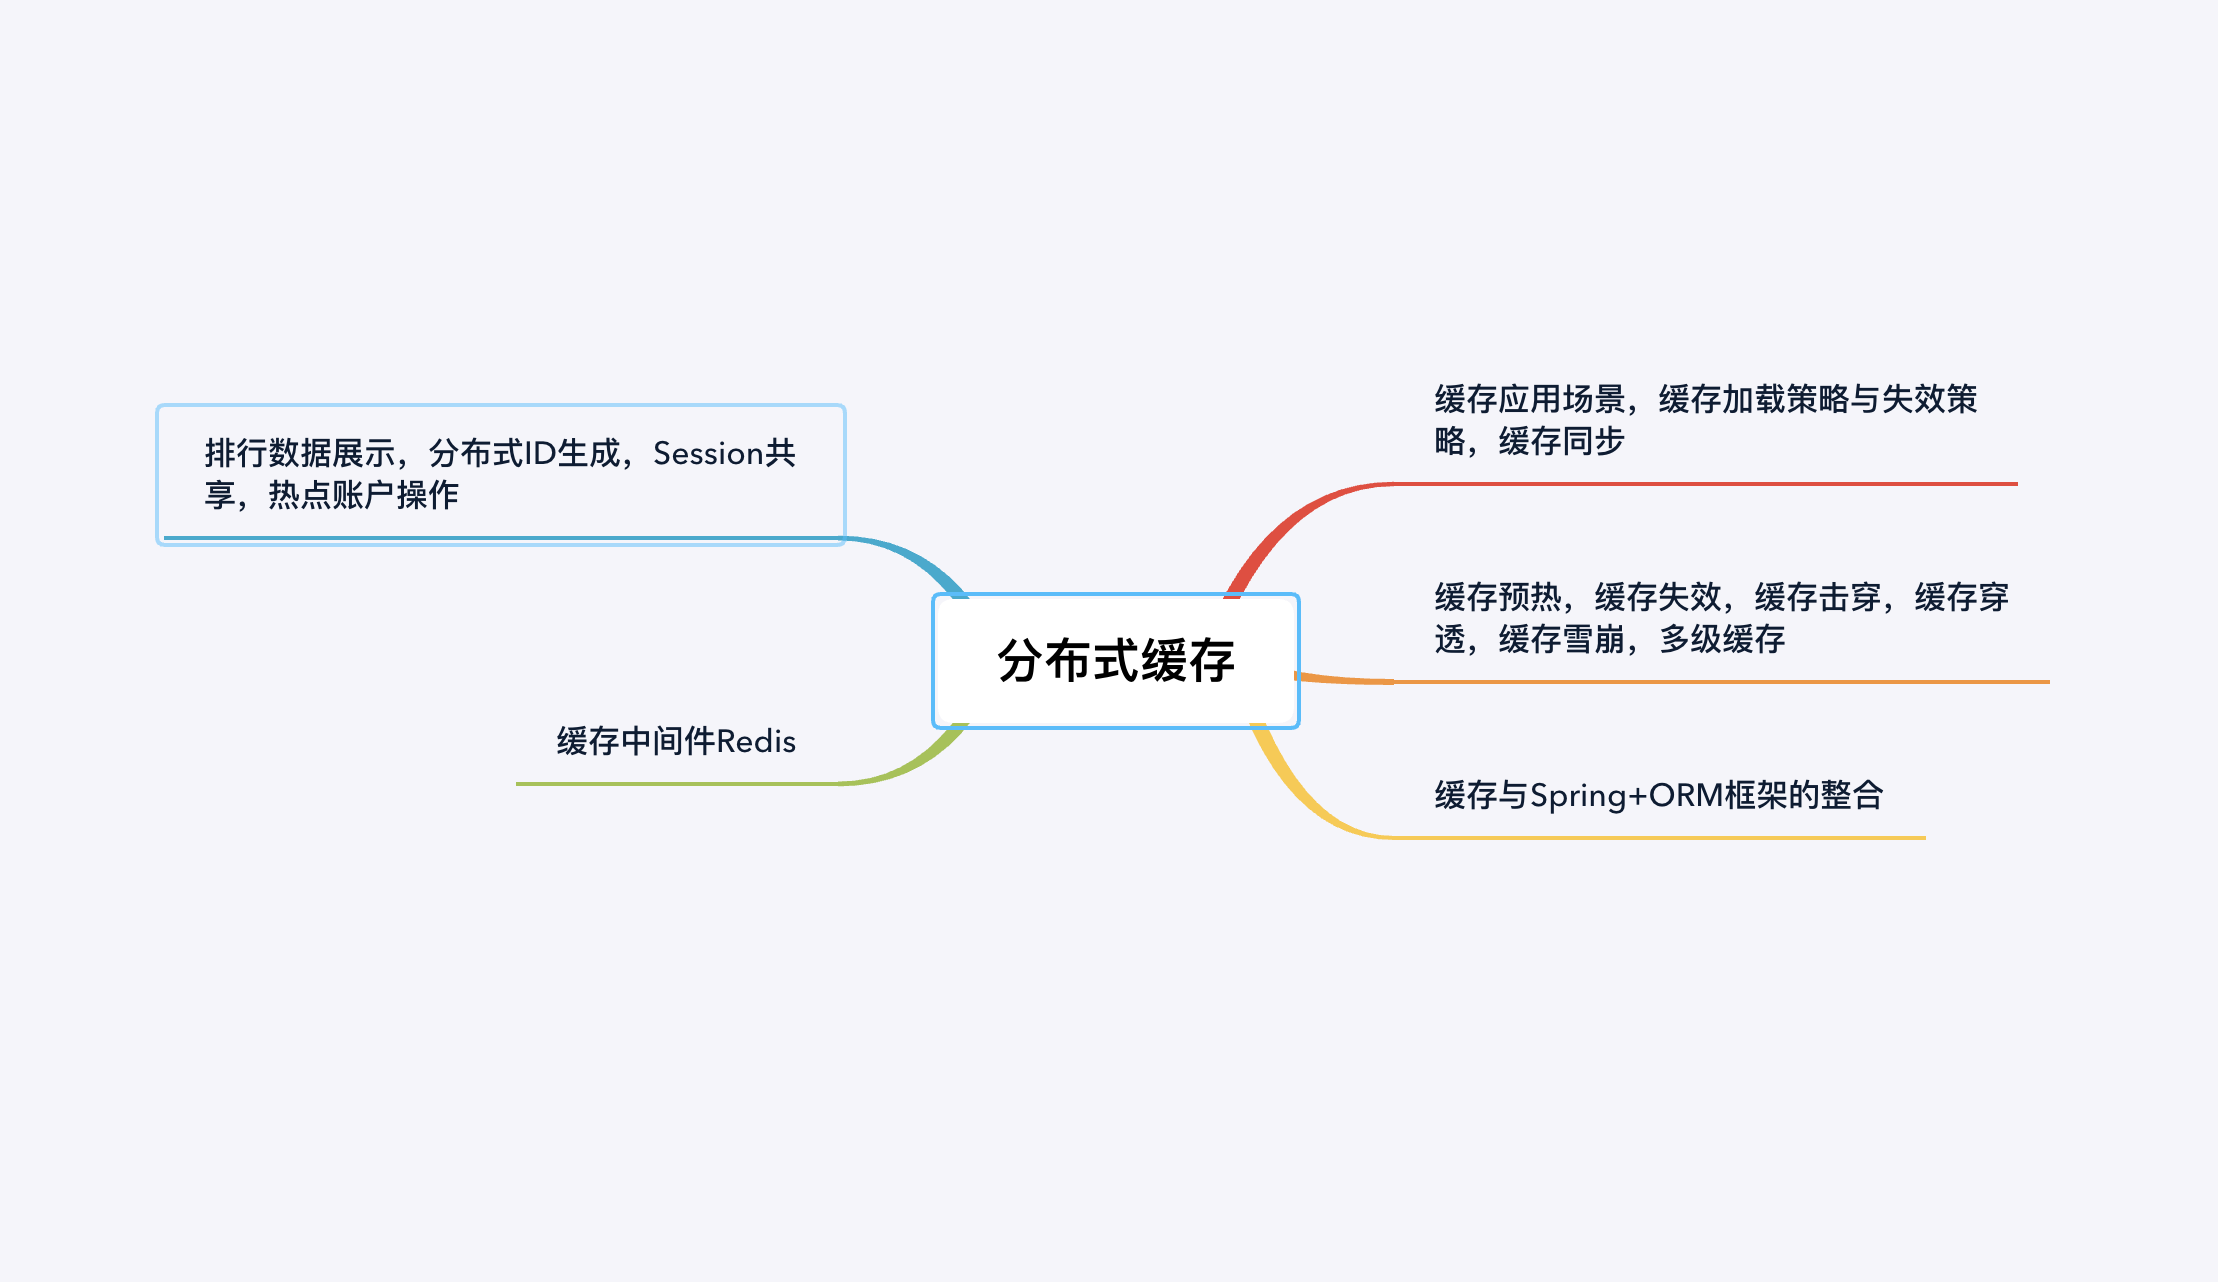 排行数据展示，分布式ID生成，Session共
享，热点账户操作
缓存中间件Redis
分布式缓存
缓存应用场景，缓存加载策略与失效策
略，缓存同步
缓存预热，缓存失效，缓存击穿，缓存穿
透，缓存雪崩，多级缓存
缓存与Spring+ORM框架的整合